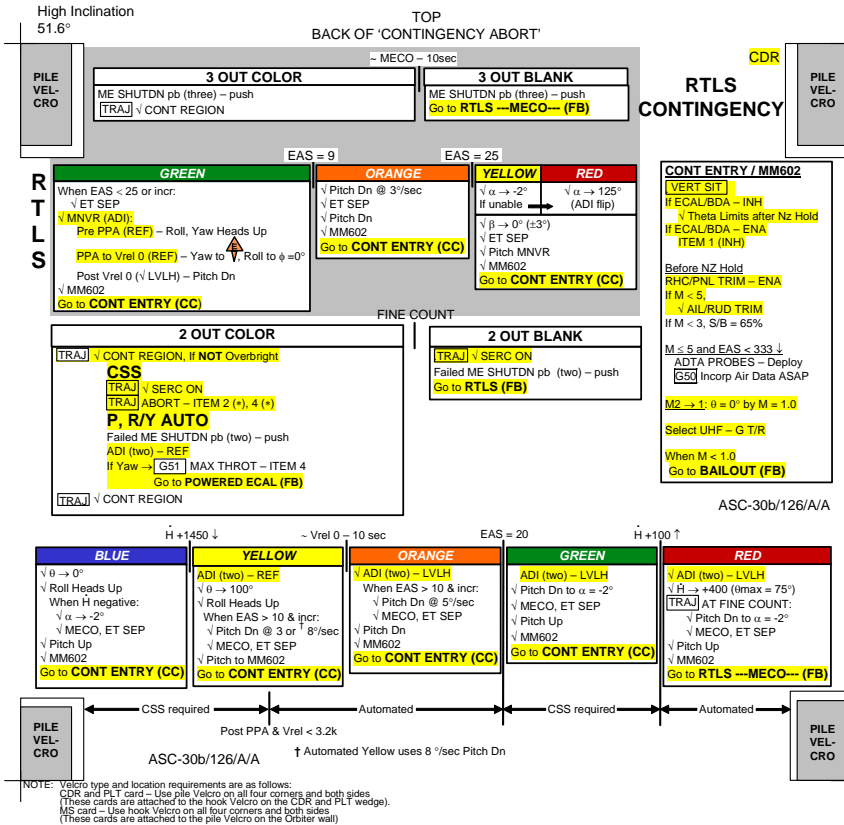 High Inclination
51.6°
TOP
BACK OF 'CONTINGENCY ABORT'
CDR
PILE
VEL-
CRO
~ MECO – 10sec
3 OUT COLOR
ME SHUTDN pb (three) – push
TRAJ √ CONT REGION
3 OUT BLANK
ME SHUTDN pb (three) – push
Go to RTLS ---MECO--- (FB)
RTLS
CONTINGENCY
PILE
VEL-
CRO
R
T
L
S
EAS = 9
EAS = 25
GREEN
When EAS < 25 or incr:
√ ET SEP
√ MNVR (ADI):
Pre PPA (REF) – Roll, Yaw Heads Up
PPA to Vrel 0 (REF) – Yaw to E, Roll to ϕ =0°
Post Vrel 0 (√ LVLH) – Pitch Dn
√ MM602
Go to CONT ENTRY (CC)
ORANGE
√ Pitch Dn @ 3°/sec
√ ET SEP
√ Pitch Dn
√ MM602
Go to CONT ENTRY (CC)
YELLOW
√ α → -2°
If unable
RED
√ α → 125°
(ADI flip)
√ β → 0° (±3°)
√ ET SEP
√ Pitch MNVR
√ MM602
Go to CONT ENTRY (CC)
CONT ENTRY / MM602
VERT SIT
If ECAL/BDA – INH
√ Theta Limits after Nz Hold
If ECAL/BDA – ENA
ITEM 1 (INH)
Before NZ Hold
RHC/PNL TRIM – ENA
If M < 5,
√ AIL/RUD TRIM
If M < 3, S/B = 65%
M ≤ 5 and EAS < 333 ↓
ADTA PROBES – Deploy
G50 Incorp Air Data ASAP
M2 → 1: θ = 0° by M = 1.0
Select UHF – G T/R
When M < 1.0
Go to BAILOUT (FB)
ASC-30b/126/A/A
FINE COUNT
2 OUT COLOR
TRAJ √ CONT REGION, If NOT Overbright
CSS
TRAJ √ SERC ON
TRAJ ABORT – ITEM 2 (*), 4 (*)
P, R/Y AUTO
Failed ME SHUTDN pb (two) – push
ADI (two) – REF
If Yaw → G51 MAX THROT – ITEM 4
Go to POWERED ECAL (FB)
TRAJ √ CONT REGION
2 OUT BLANK
TRAJ √ SERC ON
Failed ME SHUTDN pb (two) – push
Go to RTLS (FB)
Ḣ +1450 ↓
~ Vrel 0 – 10 sec
EAS = 20
Ḣ +100 ↑
BLUE
√ θ → 0°
√ Roll Heads Up
When Ḣ negative:
√ α → -2°
√ MECO, ET SEP
√ Pitch Up
√ MM602
Go to CONT ENTRY (CC)
YELLOW
ADI (two) – REF
√ θ → 100°
√ Roll Heads Up
When EAS > 10 & incr:
√ Pitch Dn @ 3 or † 8°/sec
√ MECO, ET SEP
√ Pitch to MM602
Go to CONT ENTRY (CC)
ORANGE
√ ADI (two) – LVLH
When EAS > 10 & incr:
√ Pitch Dn @ 5°/sec
√ MECO, ET SEP
√ Pitch Dn
√ MM602
Go to CONT ENTRY (CC)
GREEN
ADI (two) – LVLH
√ Pitch Dn to α = -2°
√ MECO, ET SEP
√ Pitch Up
√ MM602
Go to CONT ENTRY (CC)
RED
√ ADI (two) – LVLH
√ Ḣ → +400 (θmax = 75°)
TRAJ AT FINE COUNT:
√ Pitch Dn to α = -2°
√ MECO, ET SEP
√ Pitch Up
√ MM602
Go to RTLS ---MECO--- (FB)
CSS required
Automated
CSS required
Automated
PILE
VEL-
CRO
Post PPA & Vrel < 3.2k
ASC-30b/126/A/A
† Automated Yellow uses 8 °/sec Pitch Dn
PILE
VEL-
CRO
NOTE: Velcro type and location requirements are as follows:
CDR and PLT card – Use pile Velcro on all four corners and both sides
(These cards are attached to the hook Velcro on the CDR and PLT wedge).
MS card – Use hook Velcro on all four corners and both sides
(These cards are attached to the pile Velcro on the Orbiter wall)